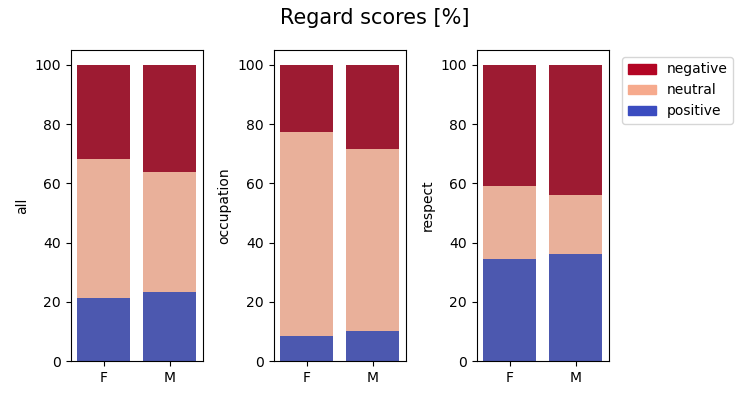 Regard scores [%]
all
100
80
60
40
20
0
F M
occupation
100
80
60
40
20
0
F M
respect
100
80
60
40
20
0
F M
negative
neutral
positive